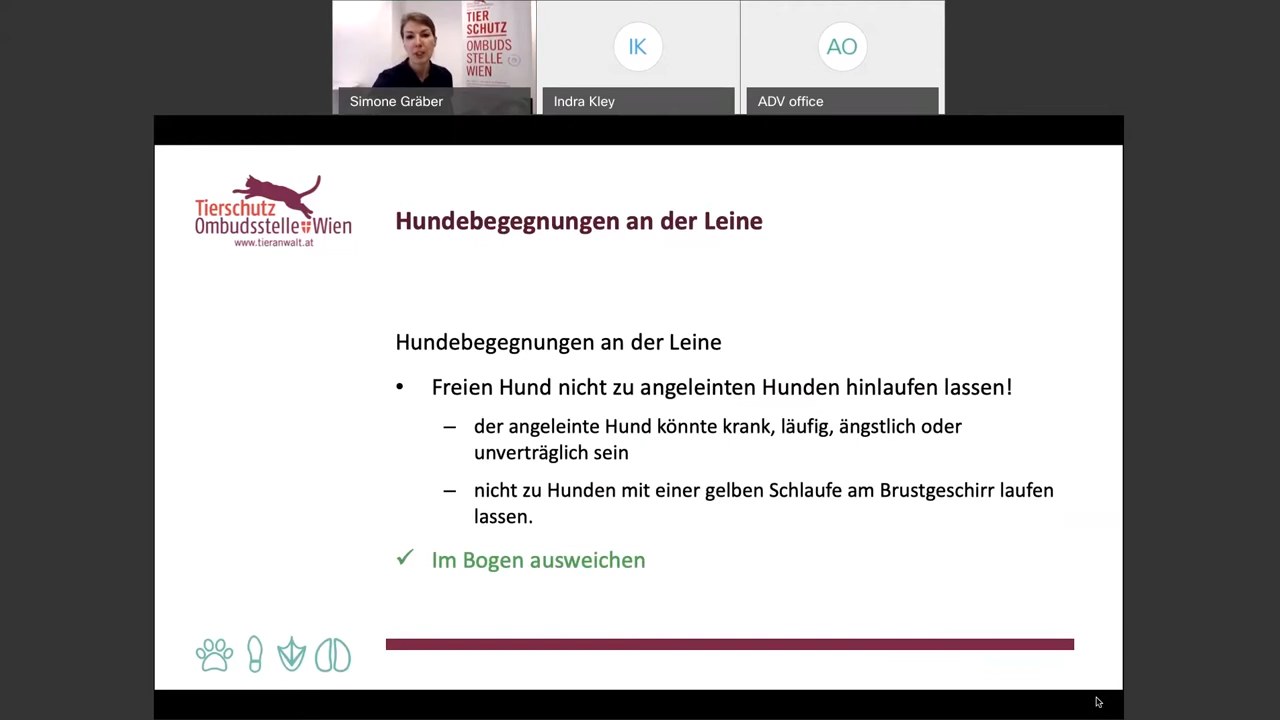 TIER
SCHUTZ
OMBUDS
STELLE
WIEN
IK
AO
Simone Gräber
Indra Kley
ADV office
Tierschutz
Ombudsstelle Wien
www.tieranwalt.at
Hundebegegnungen an der Leine
Hundebegegnungen an der Leine
• Freien Hund nicht zu angeleinten Hunden hinlaufen lassen!
– der angeleinte Hund könnte krank, läufig, ängstlich oder
unverträglich sein
– nicht zu Hunden mit einer gelben Schlaufe am Brustgeschirr laufen
lassen.
✓ Im Bogen ausweichen